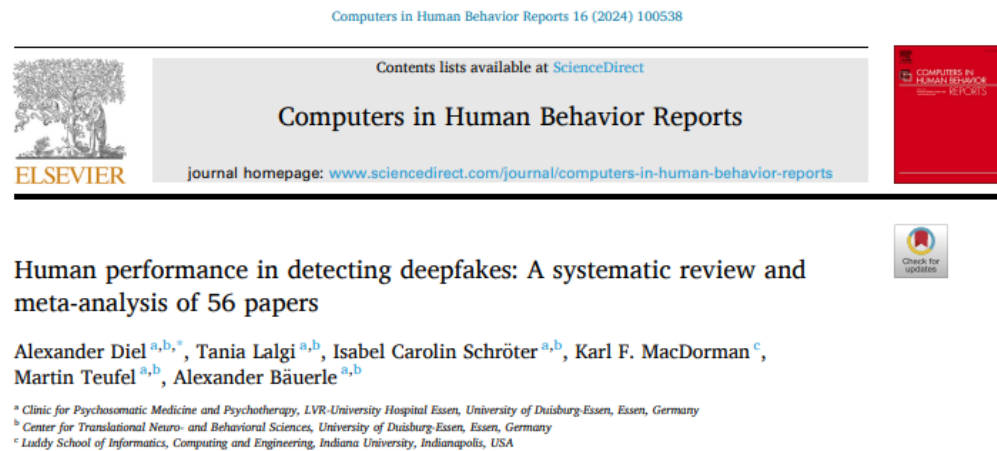 Computers in Human Behavior Reports 16 (2024) 100538
Contents lists available at ScienceDirect
Computers in Human Behavior Reports
journal homepage: www.sciencedirect.com/journal/computers-in-human-behavior-reports
ELSEVIER
COMPUTERS IN
HUMAN BEHAVIOR
REPORTS
Check for
updates
Human performance in detecting deepfakes: A systematic review and
meta-analysis of 56 papers
Alexander Diel a,b,*, Tania Lalgi a,b, Isabel Carolin Schröter a,b, Karl F. MacDorman c,
Martin Teufel a,b, Alexander Bäuerle a,b
a Clinic for Psychosomatic Medicine and Psychotherapy, LVR-University Hospital Essen, University of Duisburg-Essen, Essen, Germany
b Center for Translational Neuro- and Behavioral Sciences, University of Duisburg-Essen, Essen, Germany
c Luddy School of Informatics, Computing and Engineering, Indiana University, Indianapolis, USA